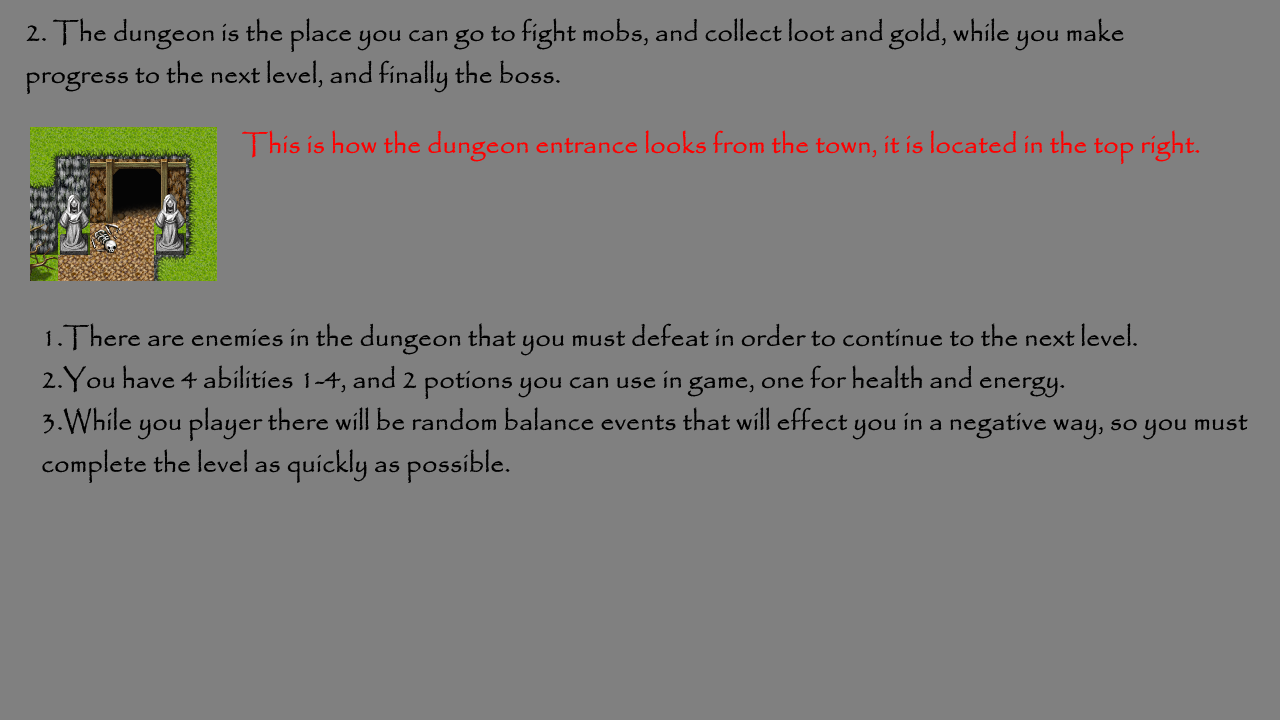 2. The dungeon is the place you can go to fight mobs, and collect loot and gold, while you make
progress to the next level, and finally the boss.
This is how the dungeon entrance looks from the town, it is located in the top right.
1.There are enemies in the dungeon that you must defeat in order to continue to the next level.
2.You have 4 abilities 1-4, and 2 potions you can use in game, one for health and energy.
3.While you player there will be random balance events that will effect you in a negative way, so you must
complete the level as quickly as possible.